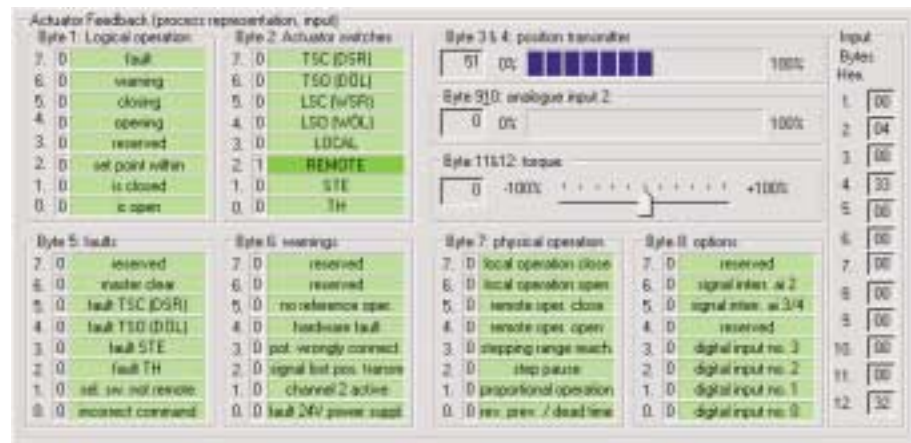 Actuator Feedback (process representation, input)
Byte 1: Logical operation
7. 0 fault
6. 0 warning
5. 0 closing
4. 0 opening
3. 0 reserved
2. 0 set point within
1. 0 is closed
0. 0 is open
Byte 2: Actuator switches
7. 0 TSC (DSR)
6. 0 TSO (DÖL)
5. 0 LSC (WSR)
4. 0 LSO (WÖL)
3. 0 LOCAL
2. 1 REMOTE
1. 0 STE
0. 0 TH
Byte 3 & 4: position transmitter
51 0% 100%
Byte 9\10: analogue input 2
0 0% 100%
Byte 11&12: torque
0 -100% +100%
Byte 5: faults
7. 0 reserved
6. 0 master clear
5. 0 fault TSC (DSR)
4. 0 fault TSO (DÖL)
3. 0 fault STE
2. 0 fault TH
1. 0 sel. sw. not remote
0. 0 incorrect command
Byte 6: warnings
7. 0 reserved
6. 0 reserved
5. 0 no reference oper.
4. 0 hardware fault
3. 0 pot. wrongly connect
2. 0 signal lost pos. transm
1. 0 channel 2 active
0. 0 fault 24V power suppl.
Byte 7: physical operation
7. 0 local operation close
6. 0 local operation open
5. 0 remote oper. close
4. 0 remote oper. open
3. 0 stepping range reach.
2. 0 step pause
1. 0 proportional operation
0. 0 rev. prev. / dead time
Byte 8: options
7. 0 reserved
6. 0 signal interr. ai 2
5. 0 signal interr. ai 3/4
4. 0 reserved
3. 0 digital input no. 3
2. 0 digital input no. 2
1. 0 digital input no. 1
0. 0 digital input no. 0
Input
Bytes
Hex.
1. 00
2. 04
3. 00
4. 33
5. 00
6. 00
7. 00
8. 00
9. 00
10. 00
11. 00
12. 32